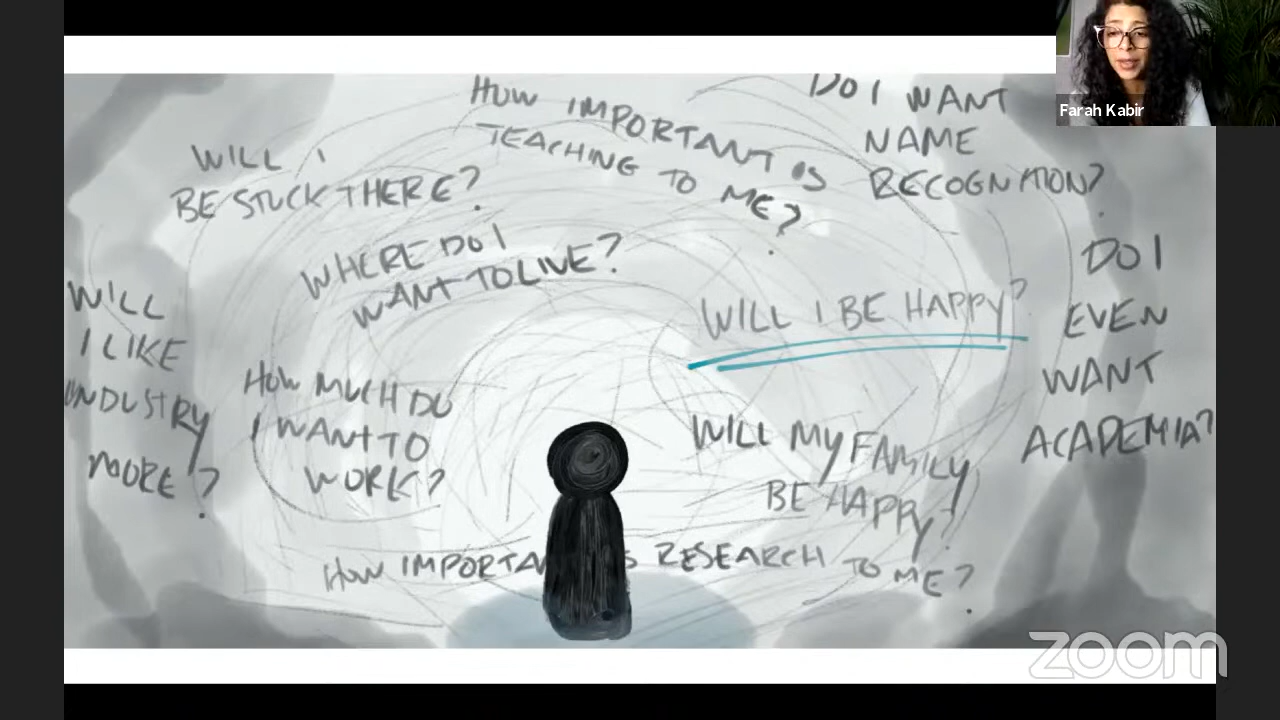 HOW IMPORTANT IS
TEACHING TO ME?
DO I WANT
NAME
RECOGNITION?
Farah Kabir
WILL I
BE STUCK THERE?
WHERE DO I
WANT TO LIVE?
WILL I BE HAPPY?
DO I
EVEN
WANT
ACADEMIA?
WILL
I LIKE
INDUSTRY
MORE?
HOW MUCH DO
I WANT TO
WORK?
WILL MY FAMILY
BE HAPPY?
HOW IMPORTANT IS RESEARCH TO ME?
zoom